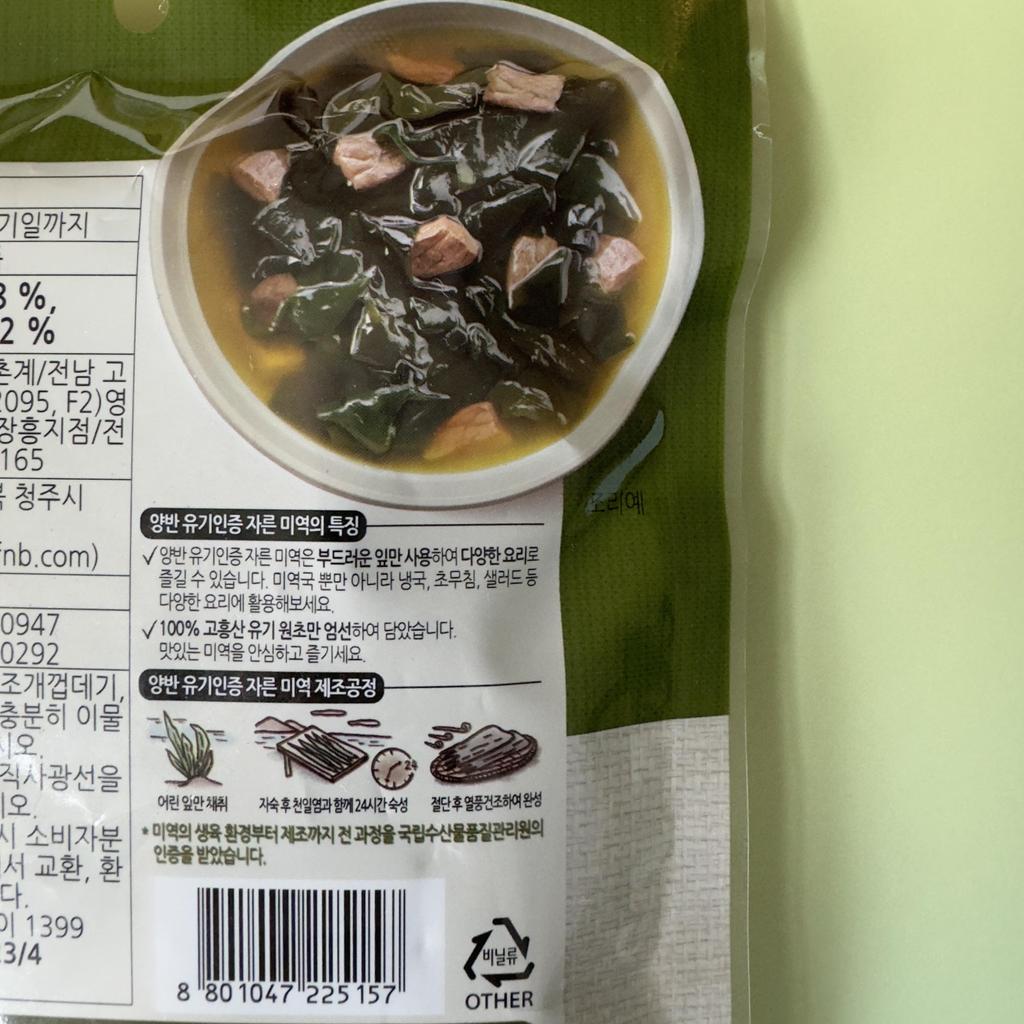 기일까지
8 %,
2 %
촌계/전남 고
2095, F2)영
장흥지점/전
165
북 청주시
fnb.com)
0947
0292
조개껍데기,
충분히 이물
시오.
직사광선을
시오.
시 소비자분
서 교환, 환
다.
이 1399
3/4
조리예
양반 유기인증 자른 미역의 특징
✓양반 유기인증 자른 미역은 부드러운 잎만 사용하여 다양한 요리로
즐길 수 있습니다. 미역국 뿐만 아니라 냉국, 초무침, 샐러드 등
다양한 요리에 활용해보세요.
✓100% 고흥산 유기 원초만 엄선하여 담았습니다.
맛있는 미역을 안심하고 즐기세요.
양반 유기인증 자른 미역 제조공정
24
어린 잎만 채취
자숙 후 천일염과 함께 24시간 숙성
절단 후 열풍건조하여 완성
* 미역의 생육 환경부터 제조까지 전 과정을 국립수산물품질관리원의
인증을 받았습니다.
8 801047 225157
비닐류
OTHER